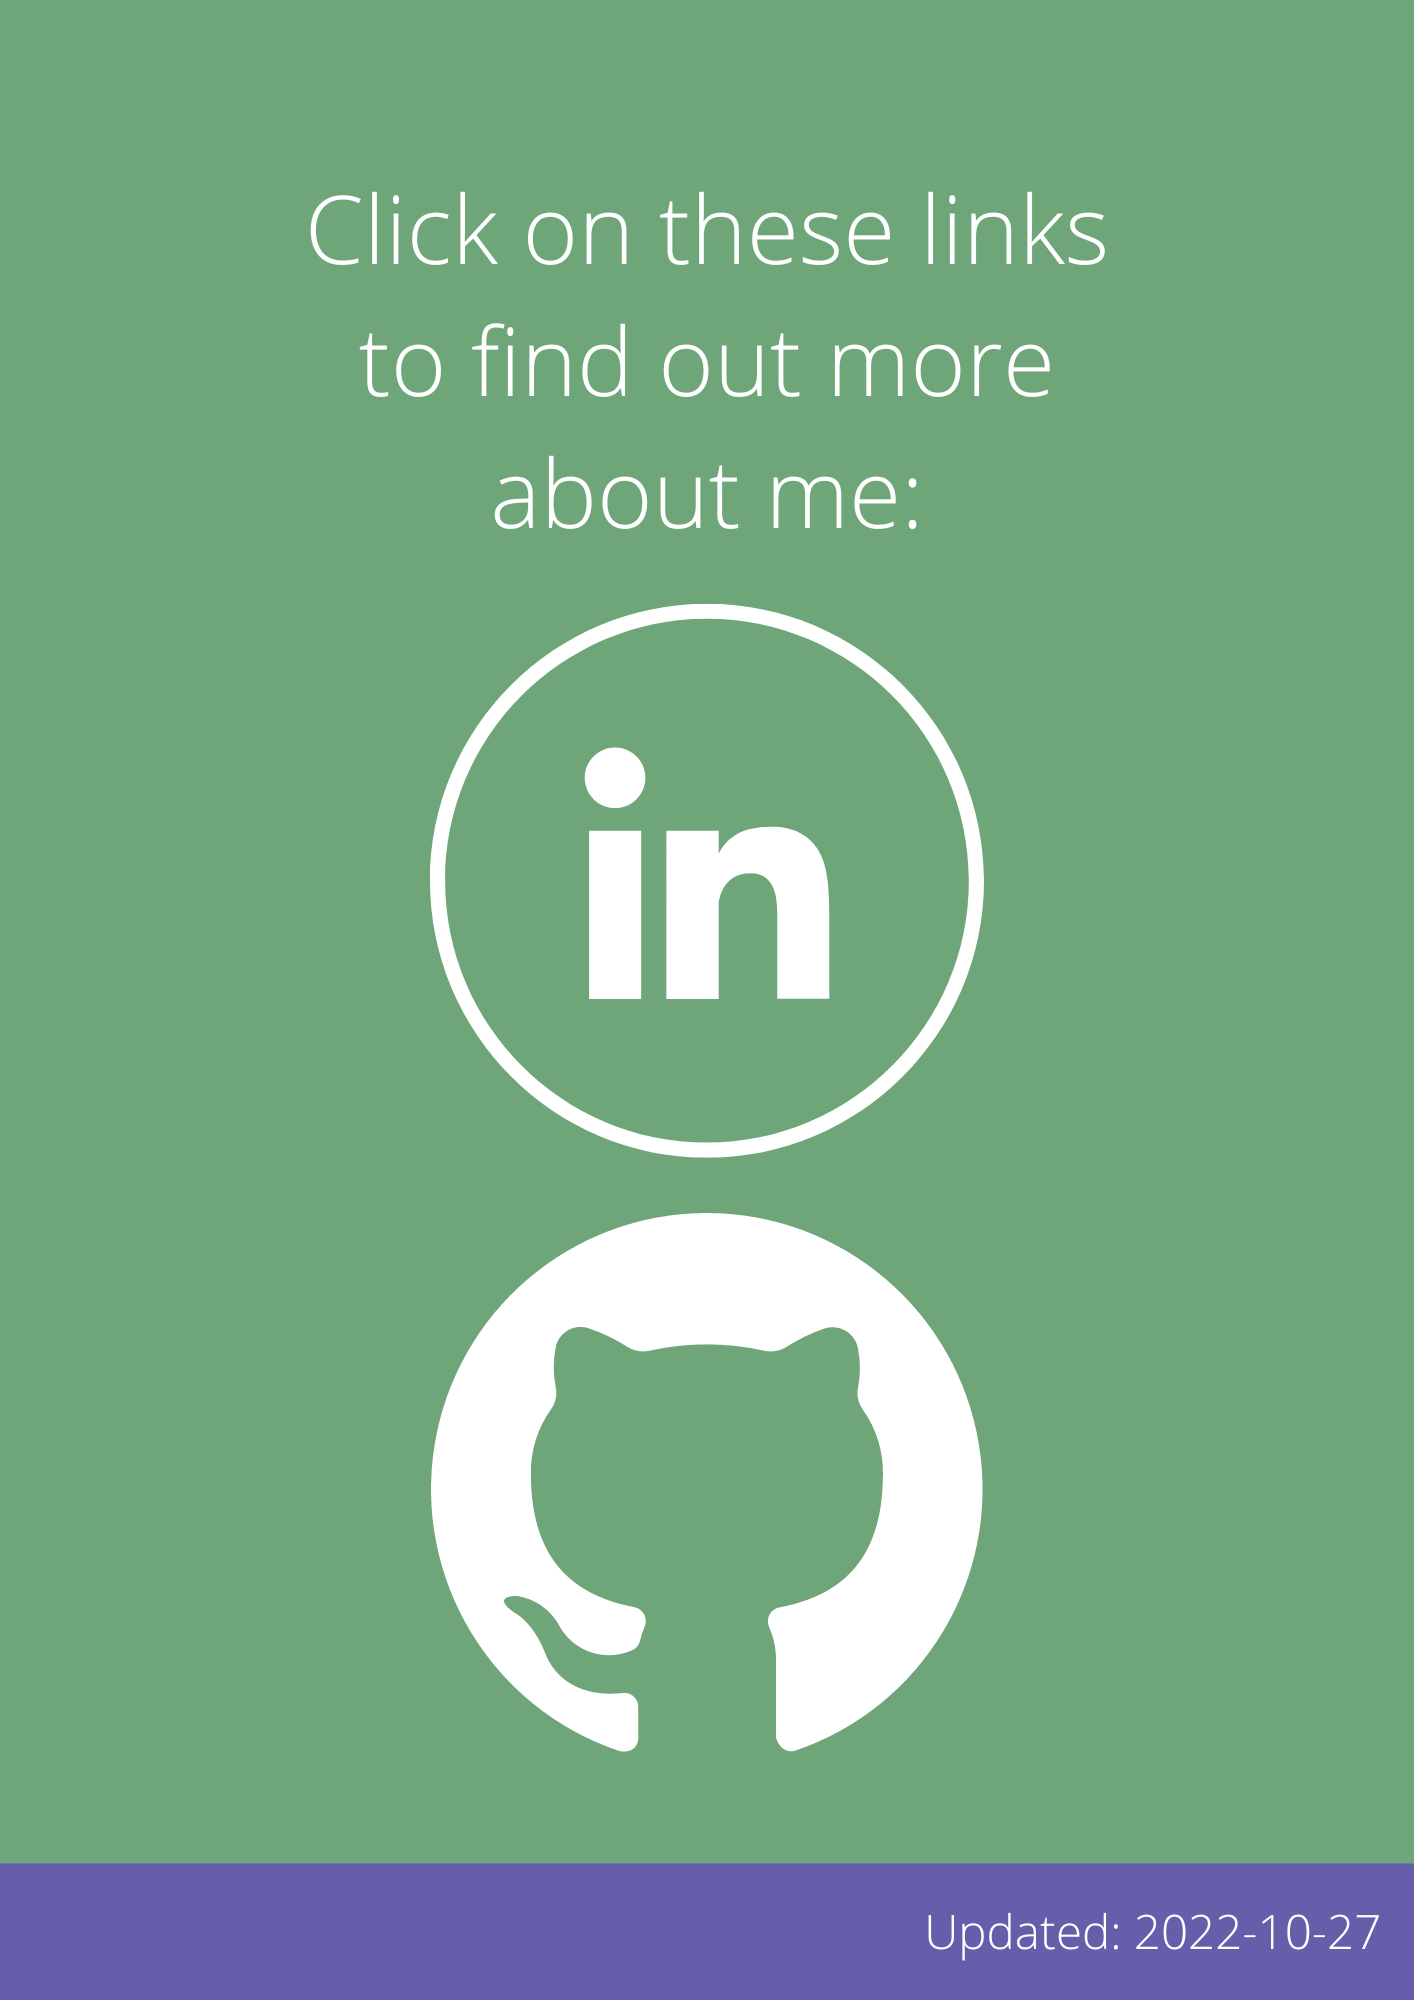 Click on these links
to find out more
about me:
in
Updated: 2022-10-27